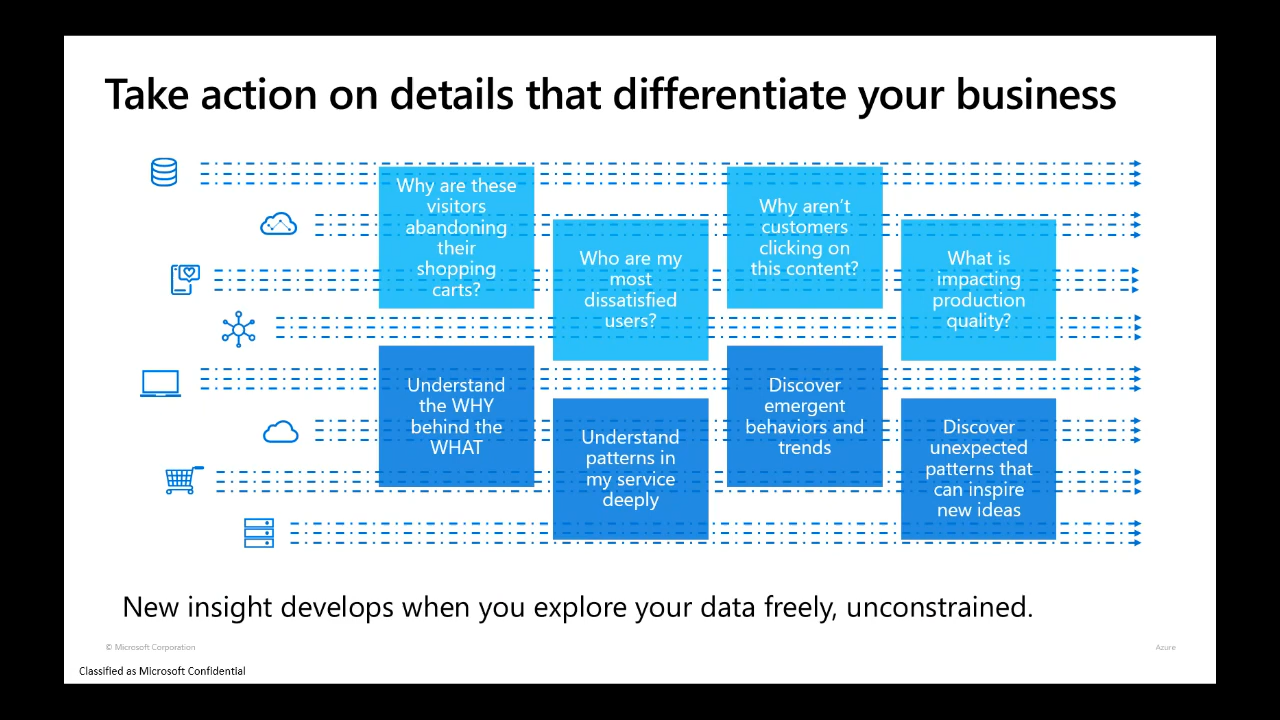 Take action on details that differentiate your business
Why are these
visitors
abandoning
their
shopping
carts?
Who are my
most
dissatisfied
users?
Why aren't
customers
clicking on
this content?
What is
impacting
production
quality?
Understand
the WHY
behind the
WHAT
Understand
patterns in
my service
deeply
Discover
emergent
behaviors and
trends
Discover
unexpected
patterns that
can inspire
new ideas
New insight develops when you explore your data freely, unconstrained.
© Microsoft Corporation
Azure
Classified as Microsoft Confidential